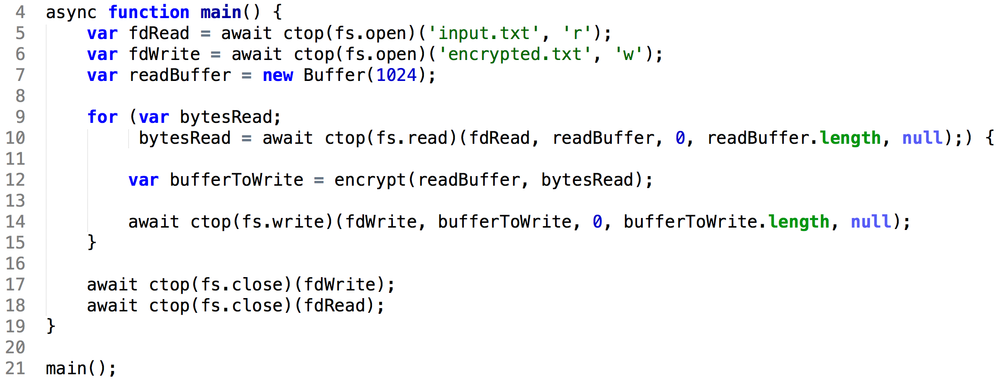 4 async function main() {
5 var fdRead = await ctop(fs.open)('input.txt', 'r');
6 var fdWrite = await ctop(fs.open)('encrypted.txt', 'w');
7 var readBuffer = new Buffer(1024);
8
9 for (var bytesRead;
10 bytesRead = await ctop(fs.read)(fdRead, readBuffer, 0, readBuffer.length, null);) {
11
12 var bufferToWrite = encrypt(readBuffer, bytesRead);
13
14 await ctop(fs.write)(fdWrite, bufferToWrite, 0, bufferToWrite.length, null);
15 }
16
17 await ctop(fs.close)(fdWrite);
18 await ctop(fs.close)(fdRead);
19 }
20
21 main();